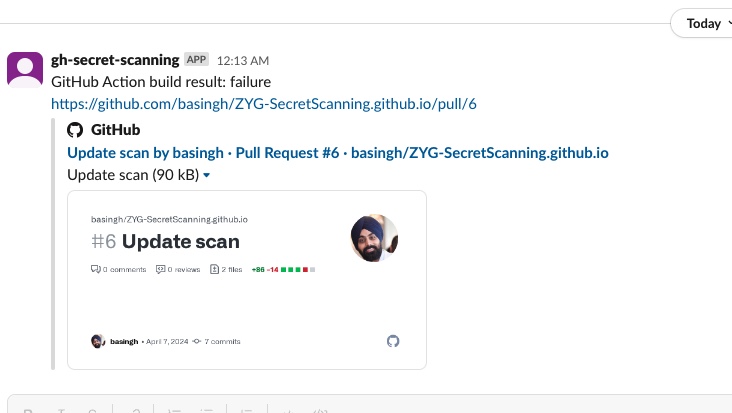 Today
gh-secret-scanning APP 12:13 AM
GitHub Action build result: failure
https://github.com/basingh/ZYG-SecretScanning.github.io/pull/6
GitHub
Update scan by basingh · Pull Request #6 · basingh/ZYG-SecretScanning.github.io
Update scan (90 kB)
basingh/ZYG-SecretScanning.github.io
#6 Update scan
0 comments 0 reviews 2 files +86 -14
basingh • April 7, 2024 7 commits